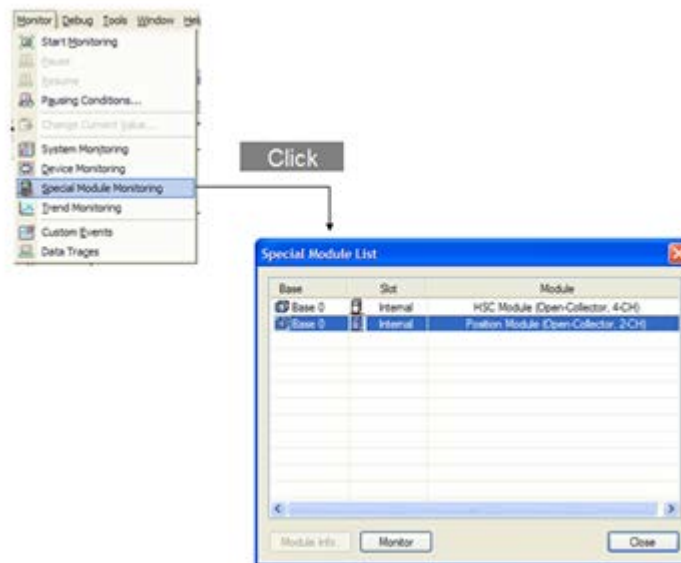 Monitor Debug Tools Window Hel
Start Monitoring
Pause
Resume
Pausing Conditions...
Change Current Value...
System Monitoring
Device Monitoring
Special Module Monitoring
Trend Monitoring
Custom Events
Data Traces
Click
Special Module List
Base Slot Module
Base 0 Internal HSC Module (Open-Collector, 4-CH)
Base 0 Internal Position Module (Open-Collector, 2-CH)
Module info. Monitor Close